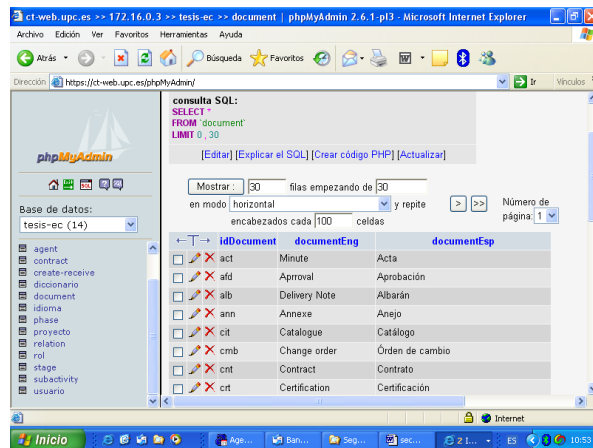 ct-web.upc.es >> 172.16.0.3 >> tesis-ec >> document | phpMyAdmin 2.6.1-pl3 - Microsoft Internet Explorer
Archivo Edición Ver Favoritos Herramientas Ayuda
Atrás Búsqueda Favoritos
Dirección https://ct-web.upc.es/phpMyAdmin/ Ir Vínculos
phpMyAdmin
Base de datos:
tesis-ec (14)
agent
contract
create-receive
diccionario
document
idioma
phase
proyecto
relation
rol
stage
subactivity
usuario
consulta SQL:
SELECT *
FROM `document`
LIMIT 0 , 30
[Editar] [Explicar el SQL] [Crear código PHP] [Actualizar]
Mostrar : 30 filas empezando de 30
en modo horizontal y repite > >> Número de
página: 1
encabezados cada 100 celdas
←T→ idDocument documentEng documentEsp
act Minute Acta
afd Aprroval Aprobación
alb Delivery Note Albarán
ann Annexe Anejo
cit Catalogue Catálogo
cmb Change order Órden de cambio
cnt Contract Contrato
crt Certification Certificación
Internet
Inicio Age... Ban... Seg... sec... 2 1... ES 10:53